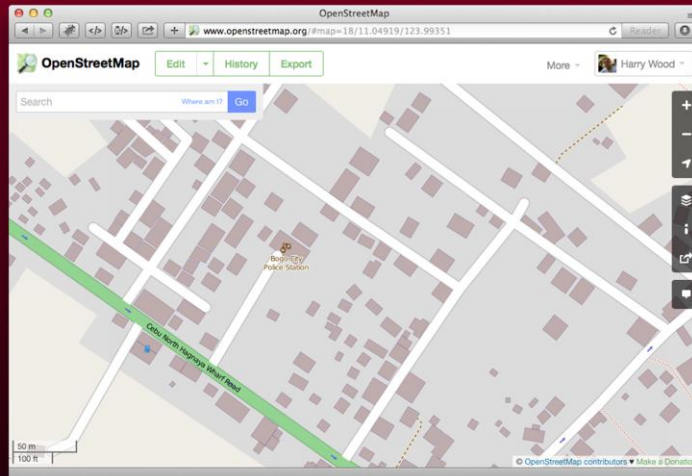 OpenStreetMap
www.openstreetmap.org/#map=18/11.04919/123.99351
Reader
OpenStreetMap
Edit
History
Export
More
Harry Wood
Search
Where am I?
Go
Bogo City
Police Station
Cebu North Hagnaya Wharf Road
50 m
100 ft
© OpenStreetMap contributors ♥ Make a Donation